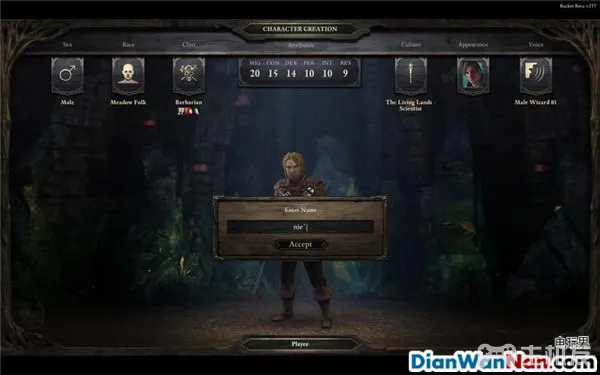 Backer Beta: v257
CHARACTER CREATION
Sex Race Class Attributes Culture Appearance Voice
MIG CON DEX PER INT RES
20 15 14 10 10 9
Male Meadow Folk Barbarian The Living Lands - Scientist Male Wizard 01
Enter Name
nie'|
Accept
Player
电玩男
DianWanNan.com